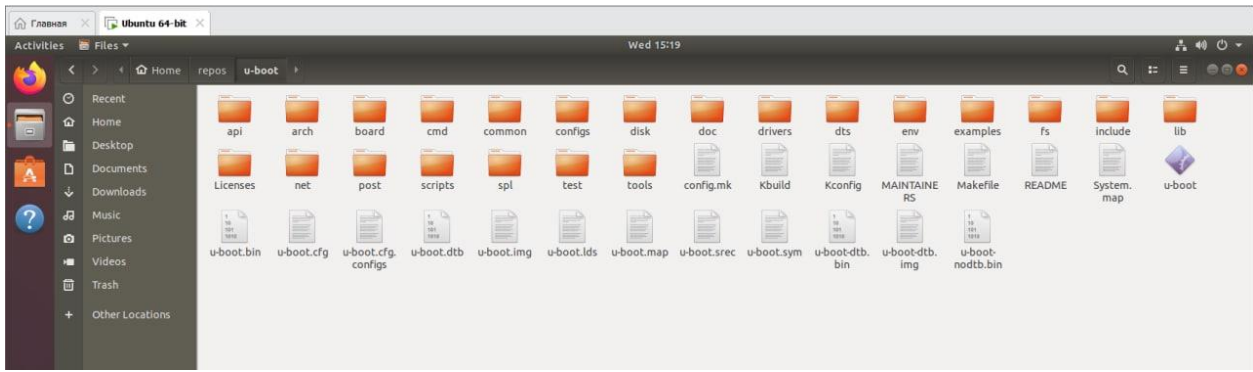 Главная
Ubuntu 64-bit
Activities Files Wed 15:19
Home repos u-boot
Recent
Home
Desktop
Documents
Downloads
Music
Pictures
Videos
Trash
Other Locations
api arch board cmd common configs disk doc drivers dts env examples fs include lib
Licenses net post scripts spl test tools config.mk Kbuild Kconfig MAINTAINE Makefile README System. u-boot
RS map
u-boot.bin u-boot.cfg u-boot.cfg. u-boot.dtb u-boot.img u-boot.lds u-boot.map u-boot.srec u-boot.sym u-boot-dtb. u-boot-dtb. u-boot-
configs bin img nodtb.bin